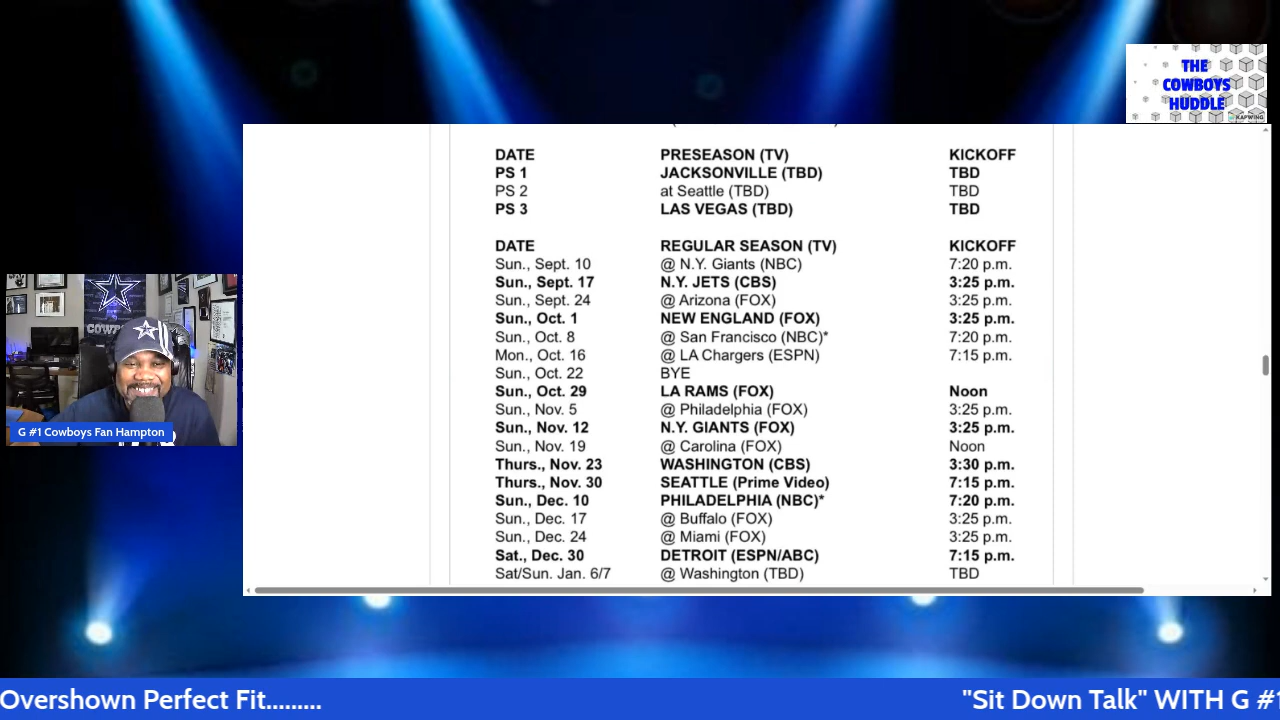 THE
COWBOYS
HUDDLE
KAPWING
DATE PRESEASON (TV) KICKOFF
PS 1 JACKSONVILLE (TBD) TBD
PS 2 at Seattle (TBD) TBD
PS 3 LAS VEGAS (TBD) TBD
DATE REGULAR SEASON (TV) KICKOFF
Sun., Sept. 10 @ N.Y. Giants (NBC) 7:20 p.m.
Sun., Sept. 17 N.Y. JETS (CBS) 3:25 p.m.
Sun., Sept. 24 @ Arizona (FOX) 3:25 p.m.
Sun., Oct. 1 NEW ENGLAND (FOX) 3:25 p.m.
Sun., Oct. 8 @ San Francisco (NBC)* 7:20 p.m.
Mon., Oct. 16 @ LA Chargers (ESPN) 7:15 p.m.
Sun., Oct. 22 BYE
Sun., Oct. 29 LA RAMS (FOX) Noon
Sun., Nov. 5 @ Philadelphia (FOX) 3:25 p.m.
Sun., Nov. 12 N.Y. GIANTS (FOX) 3:25 p.m.
Sun., Nov. 19 @ Carolina (FOX) Noon
Thurs., Nov. 23 WASHINGTON (CBS) 3:30 p.m.
Thurs., Nov. 30 SEATTLE (Prime Video) 7:15 p.m.
Sun., Dec. 10 PHILADELPHIA (NBC)* 7:20 p.m.
Sun., Dec. 17 @ Buffalo (FOX) 3:25 p.m.
Sun., Dec. 24 @ Miami (FOX) 3:25 p.m.
Sat., Dec. 30 DETROIT (ESPN/ABC) 7:15 p.m.
Sat/Sun. Jan. 6/7 @ Washington (TBD) TBD
G #1 Cowboys Fan Hampton
Overshown Perfect Fit......... "Sit Down Talk" WITH G #1